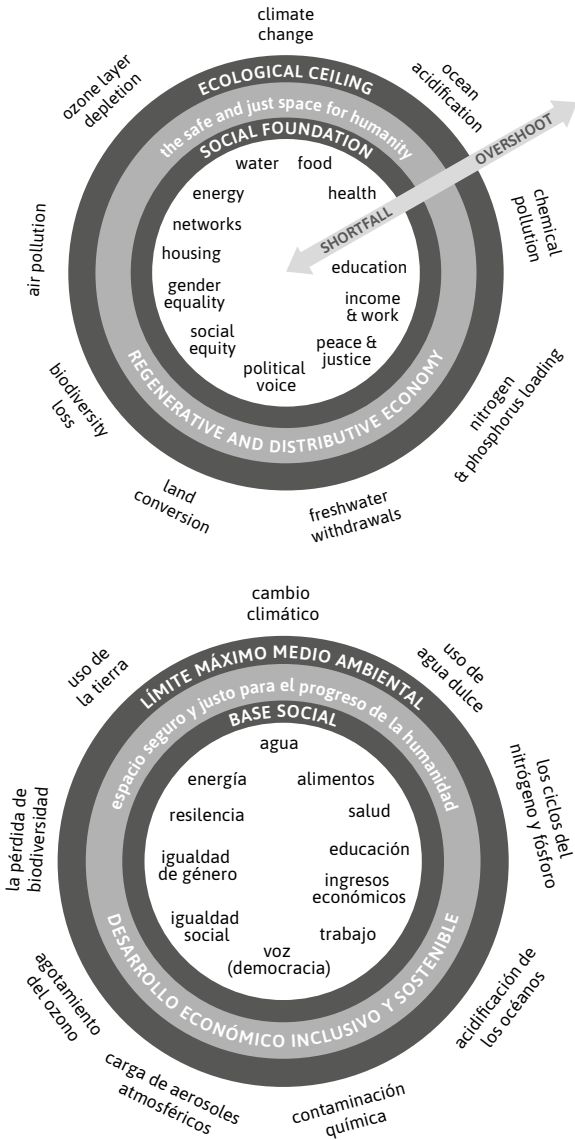 climate
change
ozone layer
depletion
ocean
acidification
ECOLOGICAL CEILING
the safe and just space for humanity
SOCIAL FOUNDATION
OVERSHOOT
SHORTFALL
water
food
energy
health
networks
housing
education
gender
equality
income
& work
social
equity
peace &
justice
political
voice
REGENERATIVE AND DISTRIBUTIVE ECONOMY
air pollution
chemical
pollution
biodiversity
loss
nitrogen
& phosphorus loading
land
conversion
freshwater
withdrawals
cambio
climático
uso de
la tierra
uso de
agua dulce
LÍMITE MÁXIMO MEDIO AMBIENTAL
espacio seguro y justo para el progreso de la humanidad
BASE SOCIAL
agua
energía
alimentos
resilencia
salud
igualdad
de género
educación
ingresos
económicos
igualdad
social
trabajo
voz
(democracia)
DESARROLLO ECONÓMICO INCLUSIVO Y SOSTENIBLE
la pérdida de
biodiversidad
los ciclos del
nitrógeno y fósforo
agotamiento
del ozono
acidificación de
los océanos
carga de aerosoles
atmosféricos
contaminación
química